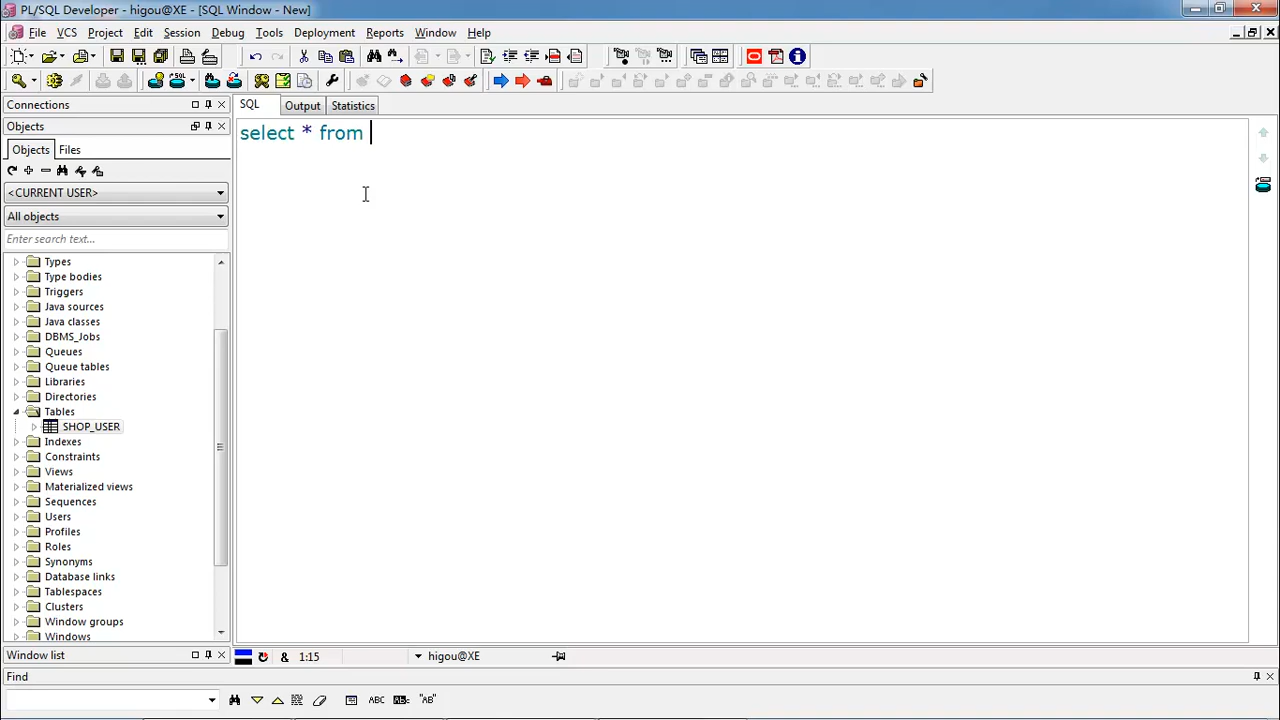 PL/SQL Developer - higou@XE - [SQL Window - New]
File VCS Project Edit Session Debug Tools Deployment Reports Window Help
Connections
SQL Output Statistics
Objects
select * from
Objects Files
<CURRENT USER>
All objects
Enter search text...
Types
Type bodies
Triggers
Java sources
Java classes
DBMS_Jobs
Queues
Queue tables
Libraries
Directories
Tables
SHOP_USER
Indexes
Constraints
Views
Materialized views
Sequences
Users
Profiles
Roles
Synonyms
Database links
Tablespaces
Clusters
Window groups
Windows
Window list
& 1:15 higou@XE
Find
ABC ABc "AB"